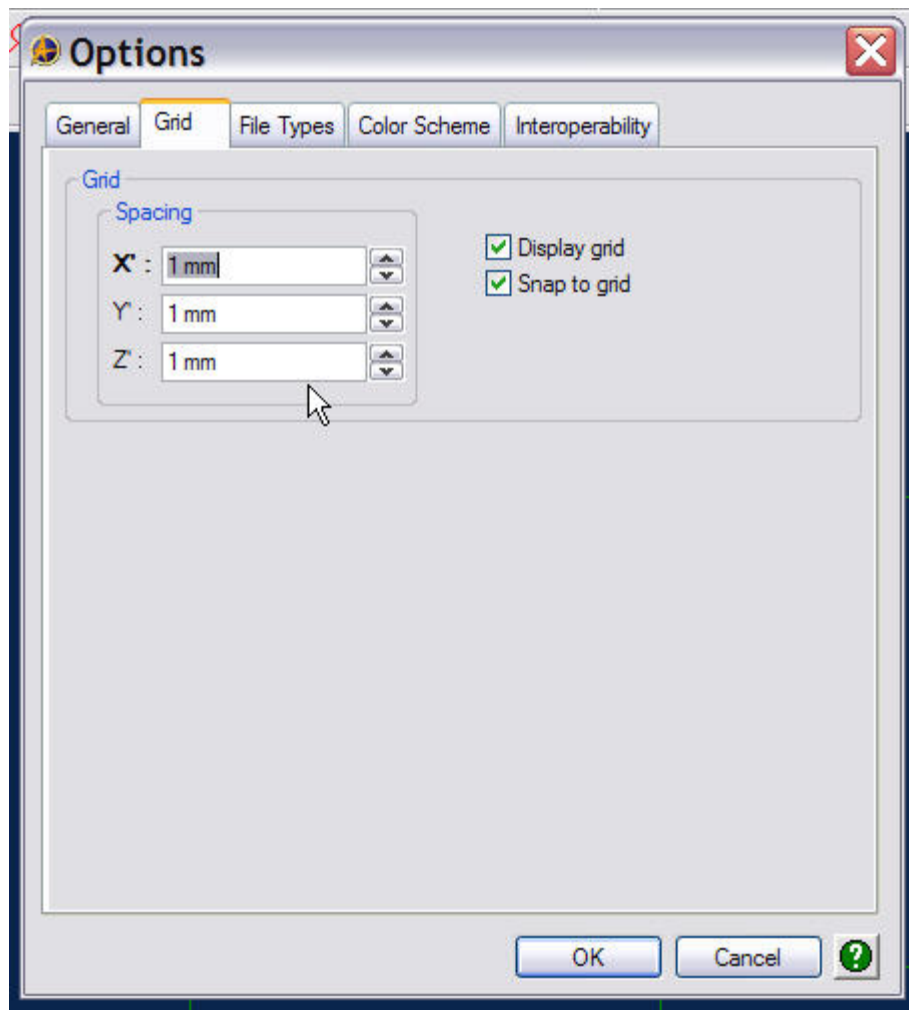 Options
General Grid File Types Color Scheme Interoperability
Grid
Spacing
X' : 1 mm
Y' : 1 mm
Z' : 1 mm
Display grid
Snap to grid
OK Cancel ?